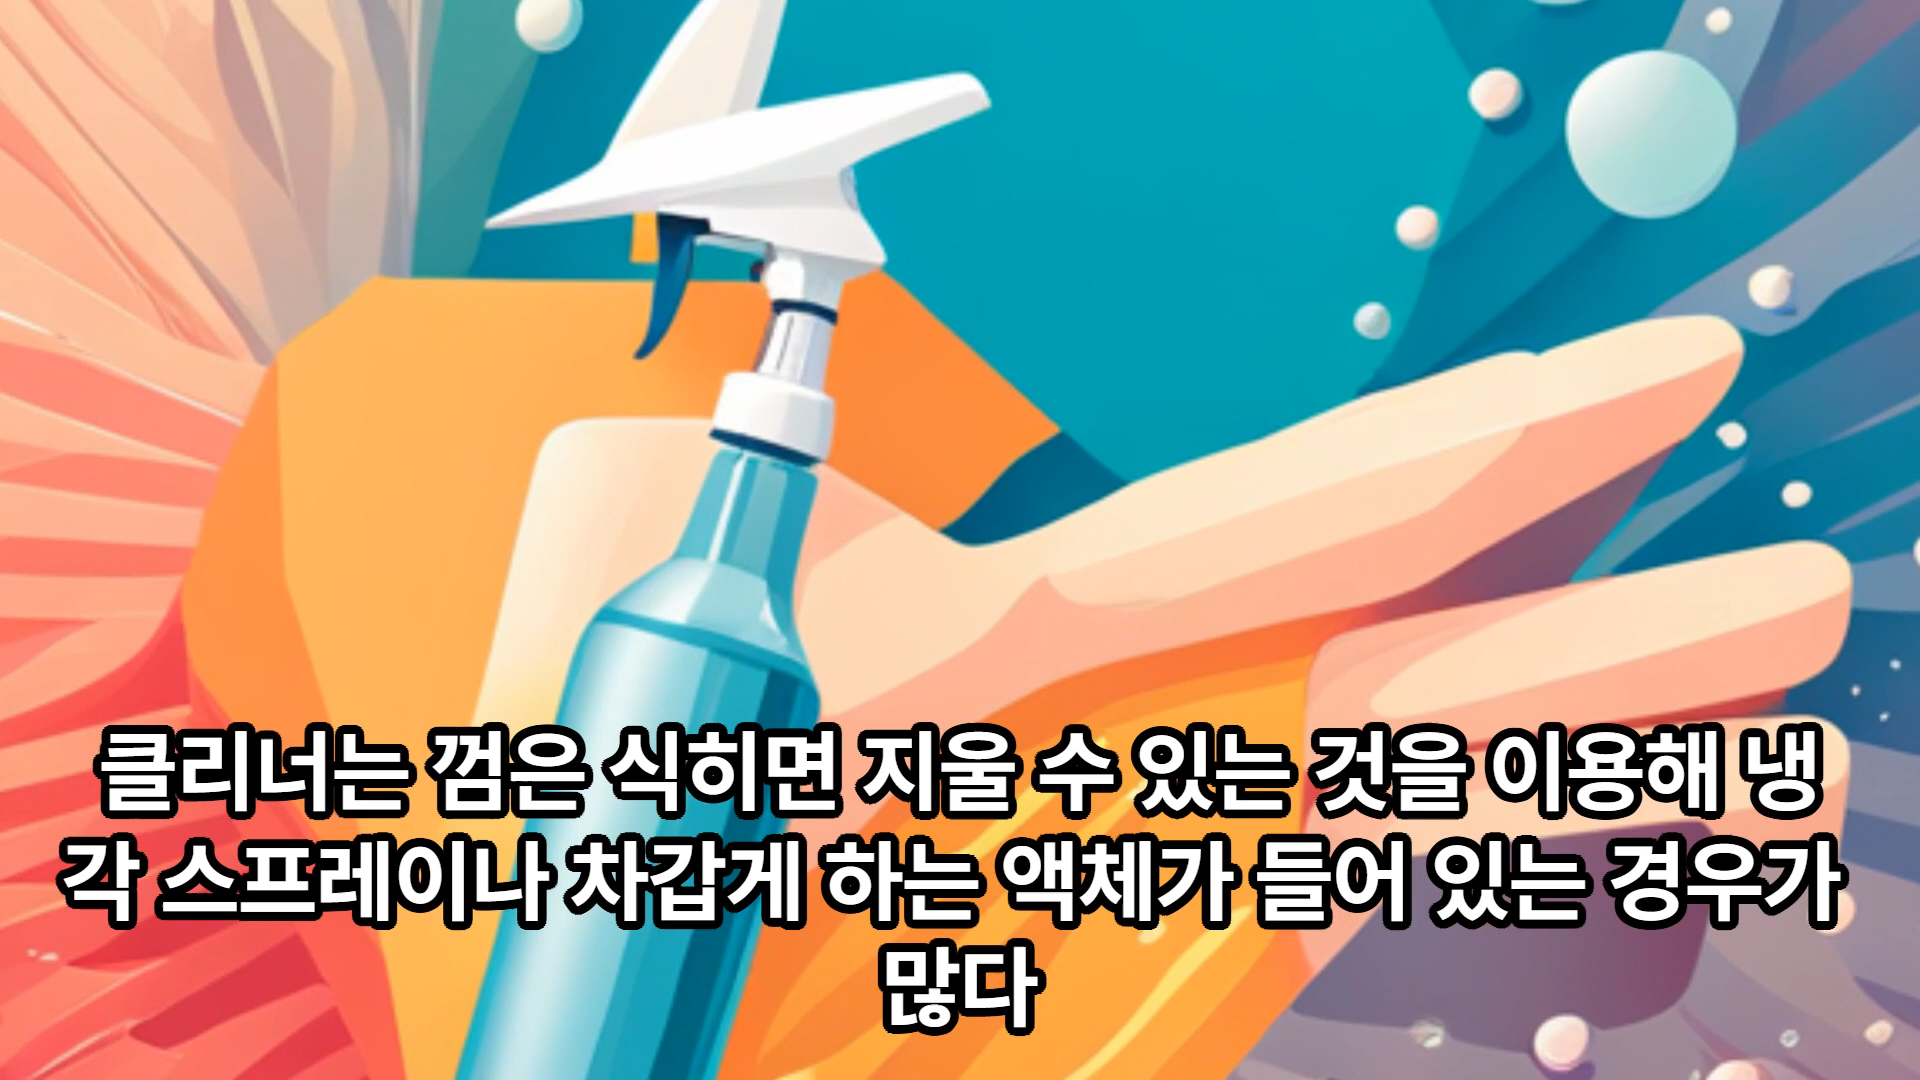 클리너는 껌은 식히면 지울 수 있는 것을 이용해 냉
각 스프레이나 차갑게 하는 액체가 들어 있는 경우가
많다